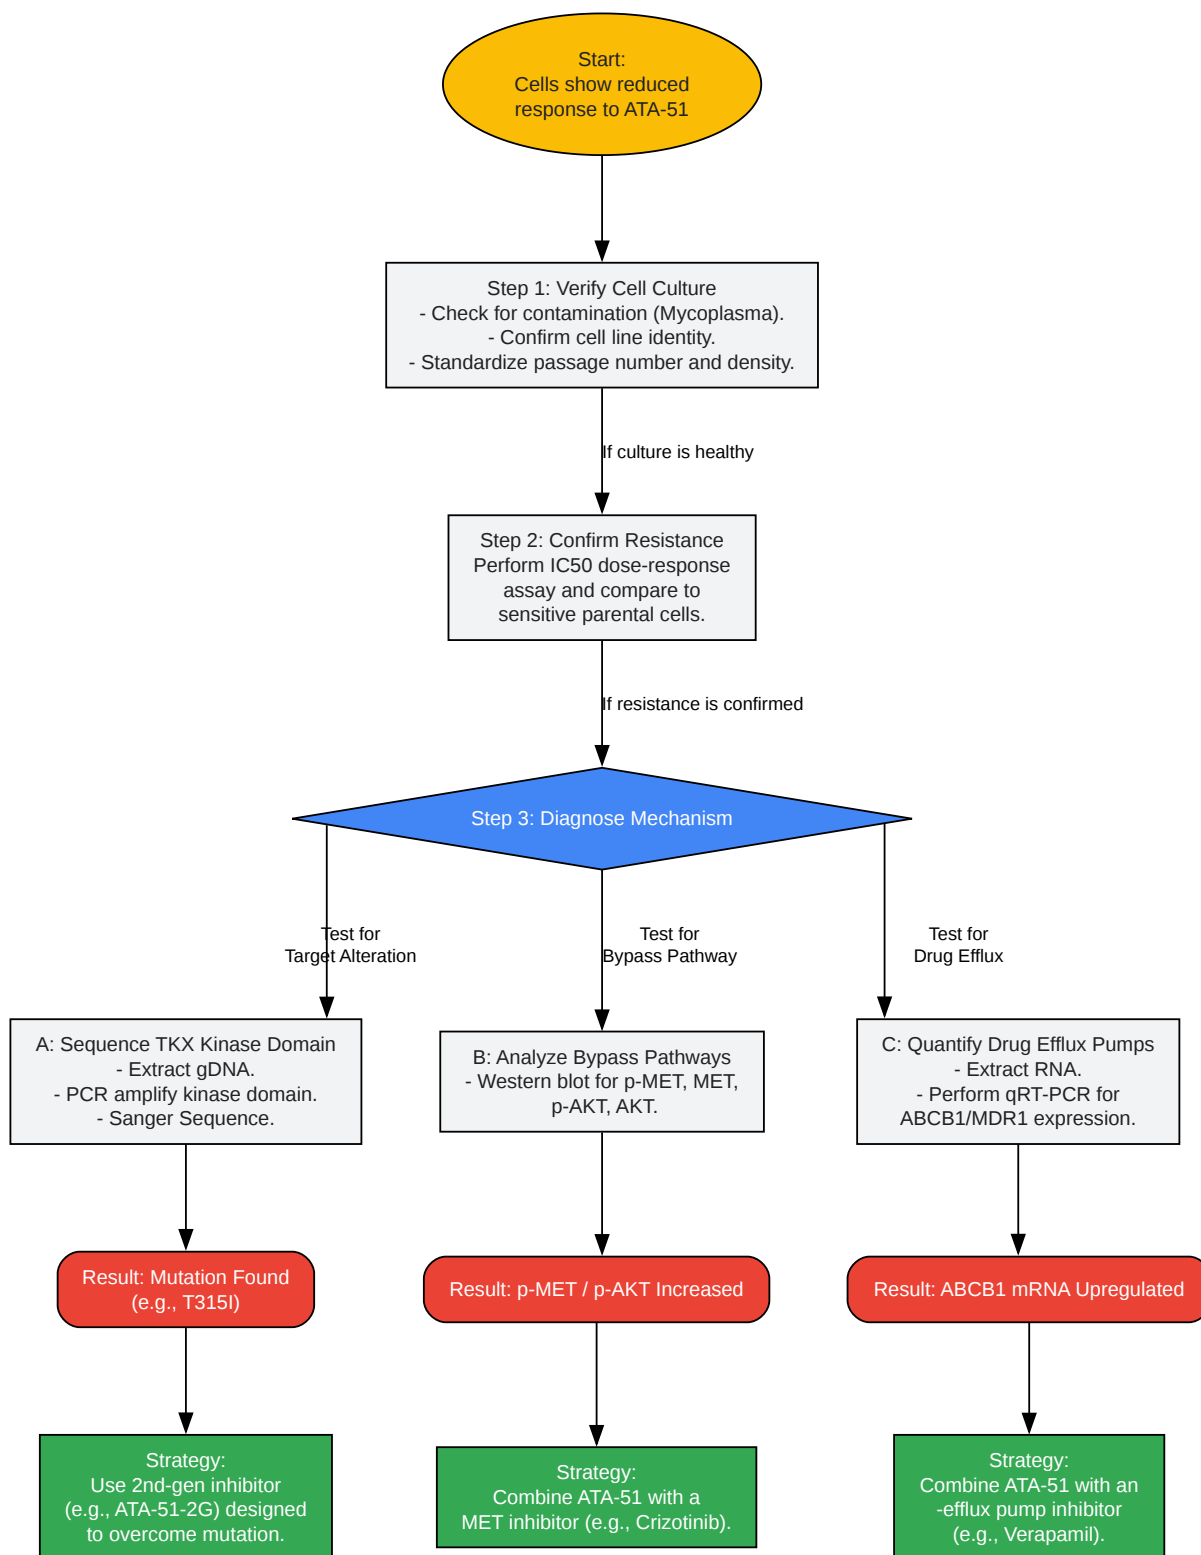 Start:
Cells show reduced
response to ATA-51
Step 1: Verify Cell Culture
- Check for contamination (Mycoplasma).
- Confirm cell line identity.
- Standardize passage number and density.
If culture is healthy
Step 2: Confirm Resistance
Perform IC50 dose-response
assay and compare to
sensitive parental cells.
If resistance is confirmed
Step 3: Diagnose Mechanism
Test for
Target Alteration
Test for
Bypass Pathway
Test for
Drug Efflux
A: Sequence TKX Kinase Domain
- Extract gDNA.
- PCR amplify kinase domain.
- Sanger Sequence.
B: Analyze Bypass Pathways
- Western blot for p-MET, MET,
p-AKT, AKT.
C: Quantify Drug Efflux Pumps
- Extract RNA.
- Perform qRT-PCR for
ABCB1/MDR1 expression.
Result: Mutation Found
(e.g., T315I)
Result: p-MET / p-AKT Increased
Result: ABCB1 mRNA Upregulated
Strategy:
Use 2nd-gen inhibitor
(e.g., ATA-51-2G) designed
to overcome mutation.
Strategy:
Combine ATA-51 with a
MET inhibitor (e.g., Crizotinib).
Strategy:
Combine ATA-51 with an
-efflux pump inhibitor
(e.g., Verapamil).